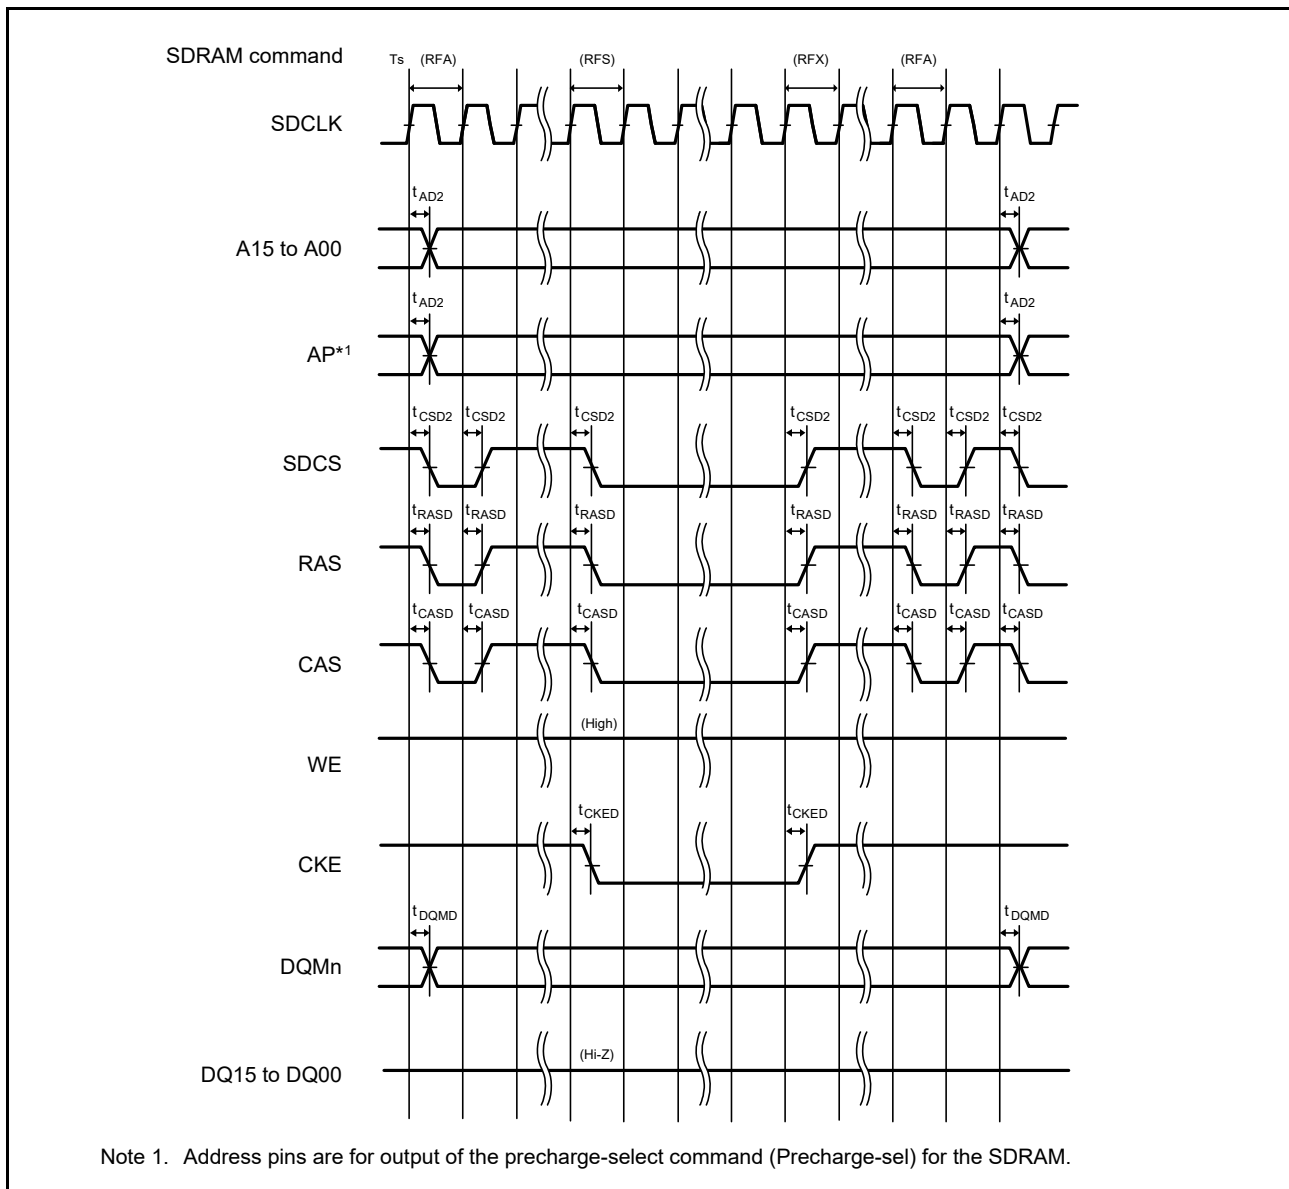 SDRAM command Ts (RFA) (RFS) (RFX) (RFA)
SDCLK
tAD2 tAD2
A15 to A00
tAD2 tAD2
AP*1
tCSD2 tCSD2 tCSD2 tCSD2 tCSD2 tCSD2 tCSD2
SDCS
tRASD tRASD tRASD tRASD tRASD tRASD tRASD
RAS
tCASD tCASD tCASD tCASD tCASD tCASD tCASD
CAS
(High)
WE
tCKED tCKED
CKE
tDQMD tDQMD
DQMn
(Hi-Z)
DQ15 to DQ00
Note 1. Address pins are for output of the precharge-select command (Precharge-sel) for the SDRAM.